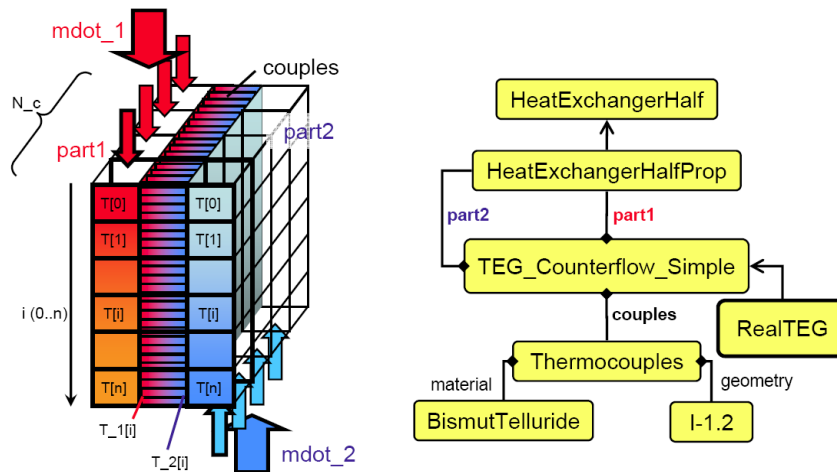 mdot_1
couples
N_c
part1
part2
T[0]
T[0]
T[1]
T[1]
i (0..n)
T[i]
T[i]
T[n]
T[n]
T_1[i]
T_2[i]
mdot_2
HeatExchangerHalf
HeatExchangerHalfProp
part2
part1
TEG_Counterflow_Simple
couples
RealTEG
Thermocouples
material
geometry
BismutTelluride
I-1.2